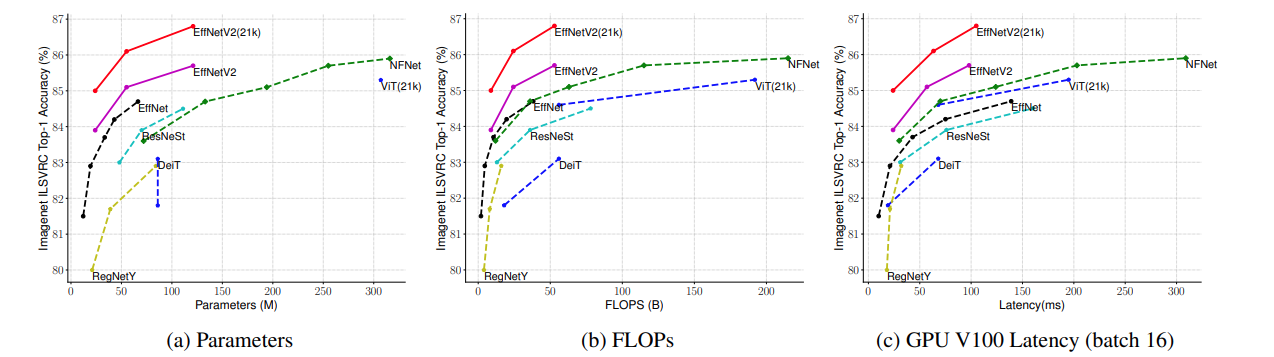 Imagenet ILSVRC Top-1 Accuracy (%)
87
86
85
84
83
82
81
80
EffNetV2(21k)
EffNetV2
NFNet
ViT(21k)
EffNet
ResNeSt
DeiT
RegNetY
0 50 100 150 200 250 300
Parameters (M)
(a) Parameters
Imagenet ILSVRC Top-1 Accuracy (%)
87
86
85
84
83
82
81
80
EffNetV2(21k)
EffNetV2
NFNet
ViT(21k)
EffNet
ResNeSt
DeiT
RegNetY
0 50 100 150 200
FLOPS (B)
(b) FLOPs
Imagenet ILSVRC Top-1 Accuracy (%)
87
86
85
84
83
82
81
80
EffNetV2(21k)
EffNetV2
NFNet
ViT(21k)
EffNet
ResNeSt
DeiT
RegNetY
0 50 100 150 200 250 300
Latency(ms)
(c) GPU V100 Latency (batch 16)